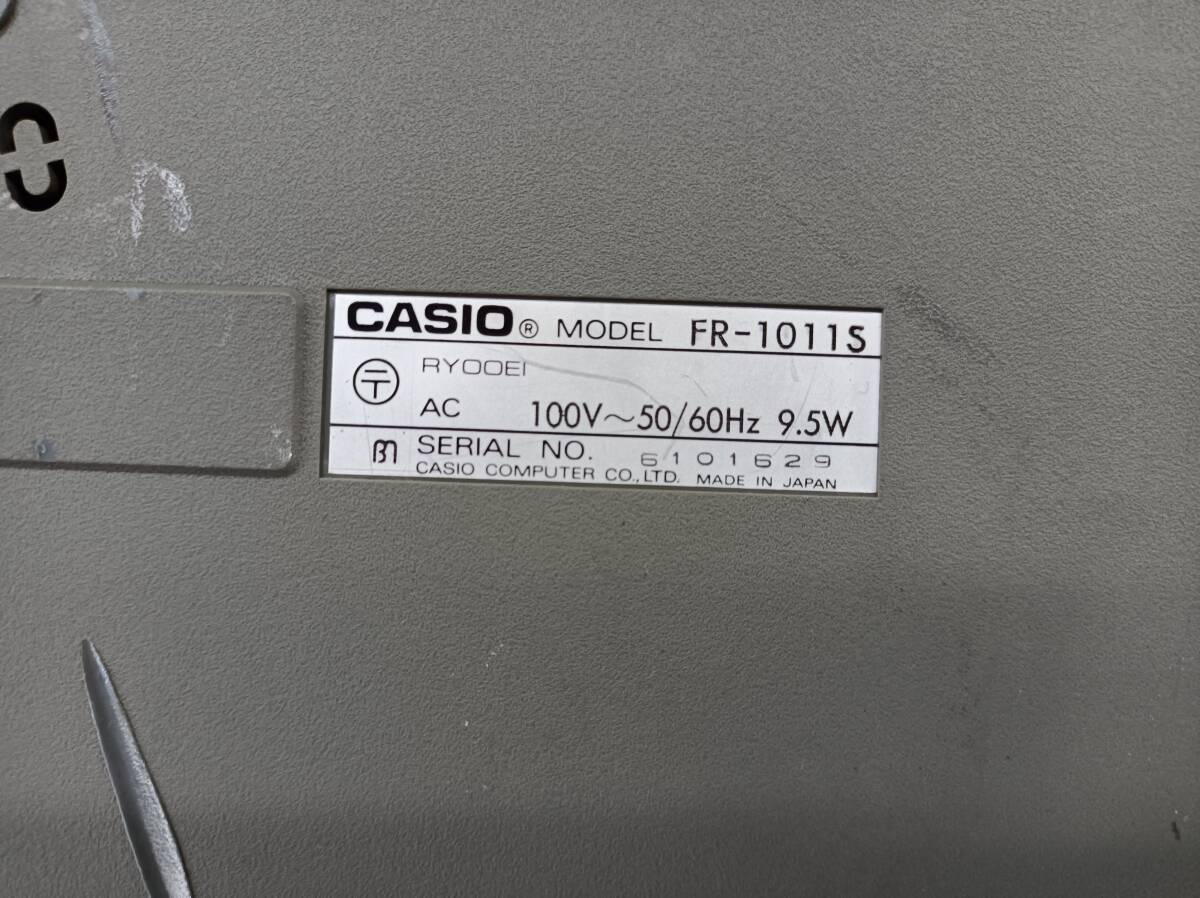 CASIO® MODEL FR-1011S
RYOOEI
AC 100V~50/60Hz 9.5W
SERIAL NO. 6101629
CASIO COMPUTER CO.,LTD. MADE IN JAPAN